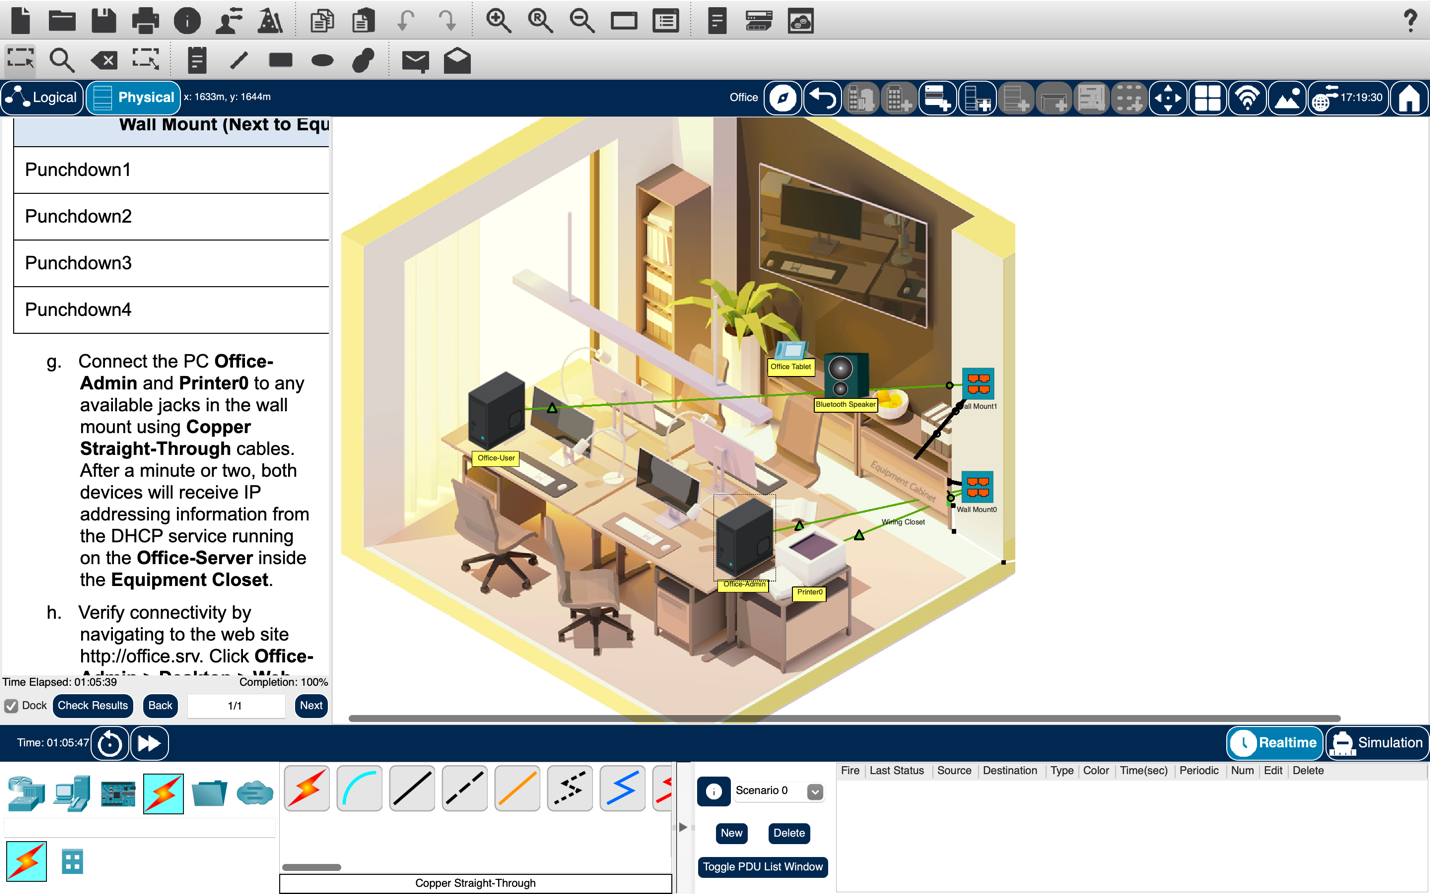 Logical
Physical
x: 1633m, y: 1644m
Office
17:19:30
Wall Mount (Next to Equ
Punchdown1
Punchdown2
Punchdown3
Punchdown4
g. Connect the PC Office-
Admin and Printer0 to any
available jacks in the wall
mount using Copper
Straight-Through cables.
After a minute or two, both
devices will receive IP
addressing information from
the DHCP service running
on the Office-Server inside
the Equipment Closet.
h. Verify connectivity by
navigating to the web site
http://office.srv. Click Office-
Admin > Desktop > Web
Time Elapsed: 01:05:39
Completion: 100%
Dock
Check Results
Back
1/1
Next
Office Tablet
Bluetooth Speaker
all Mount1
Office-User
Equipment Cabinet
Wall Mount0
Wiring Closet
Office-Admin
Printer0
Time: 01:05:47
Realtime
Simulation
Scenario 0
New
Delete
Toggle PDU List Window
Fire Last Status Source Destination Type Color Time(sec) Periodic Num Edit Delete
Copper Straight-Through